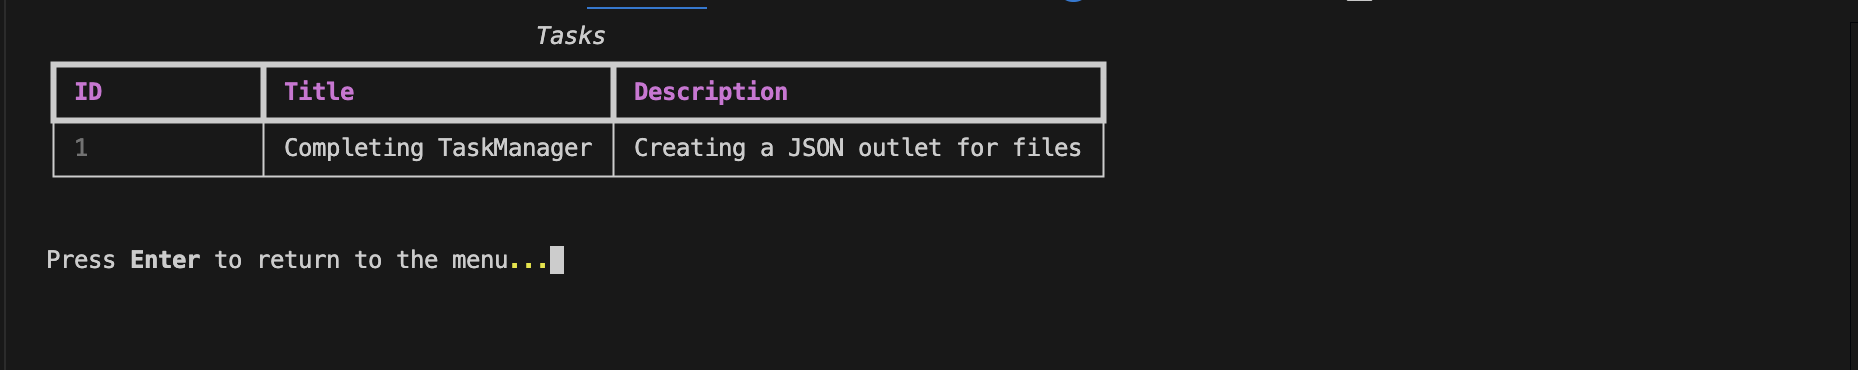 Tasks
ID Title Description
1 Completing TaskManager Creating a JSON outlet for files
Press Enter to return to the menu...